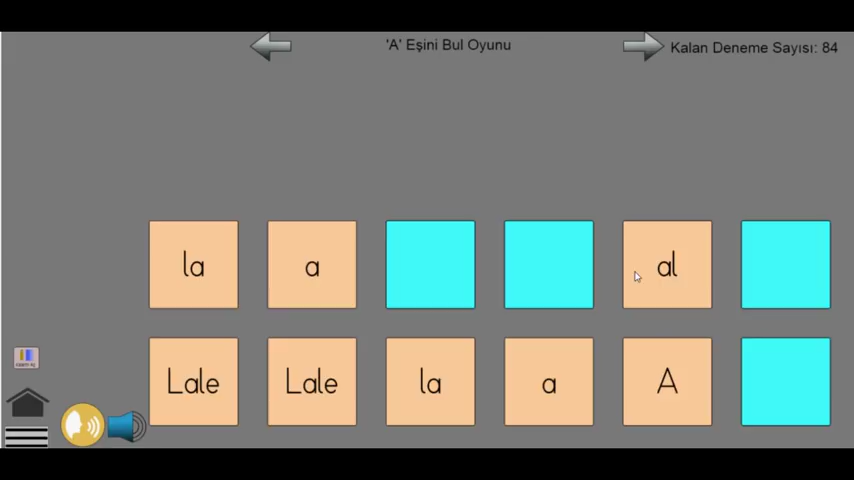 'A' Eşini Bul Oyunu
Kalan Deneme Sayısı: 84
la a al
Lale Lale la a A